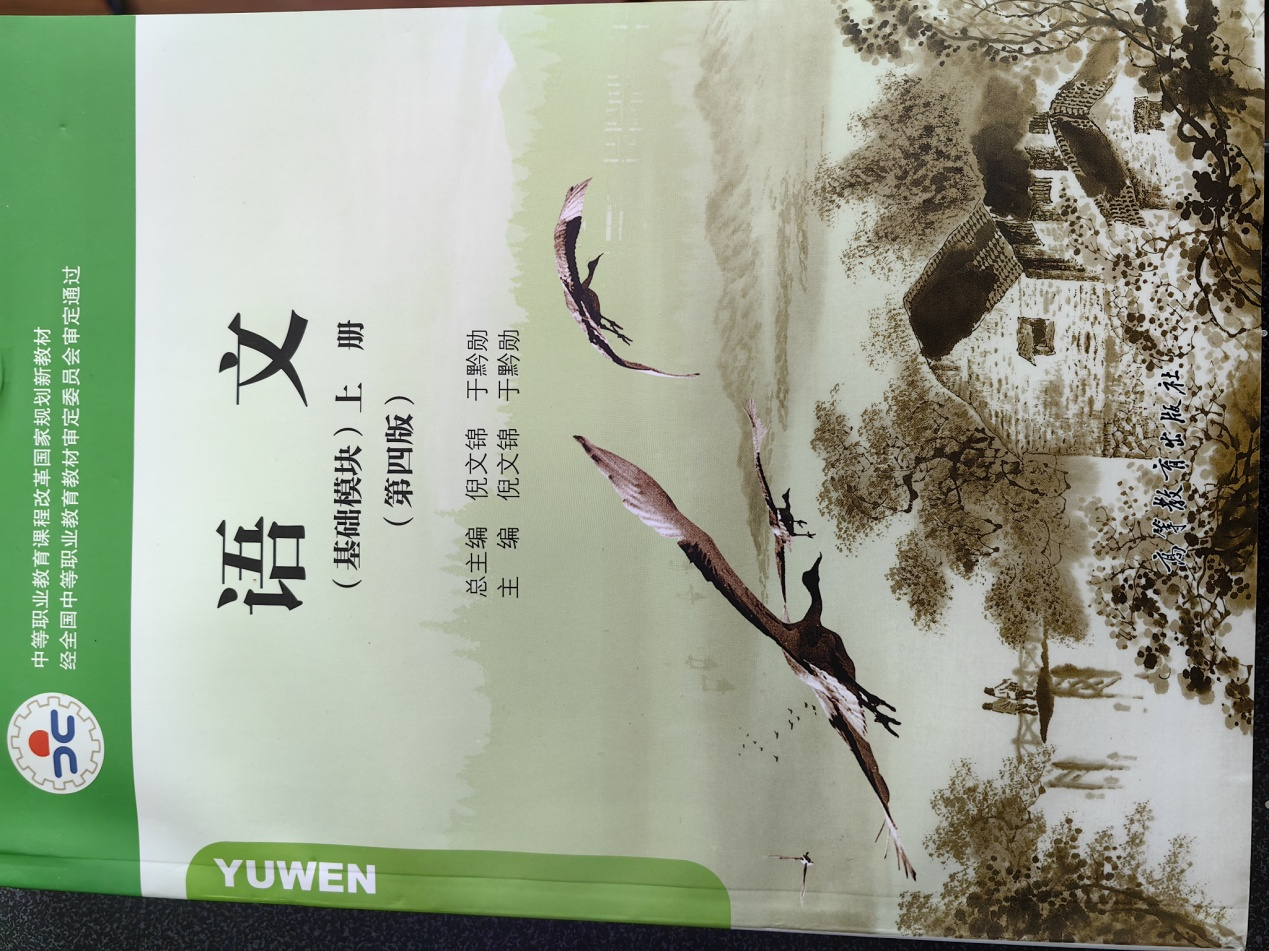 中等职业教育课程改革国家规划新教材
经全国中等职业教育教材审定委员会审定通过
语 文
(基础模块)上 册
(第四版)
总主编 倪文锦 于黔勋
主 编 倪文锦 于黔勋
YUWEN
高等教育出版社